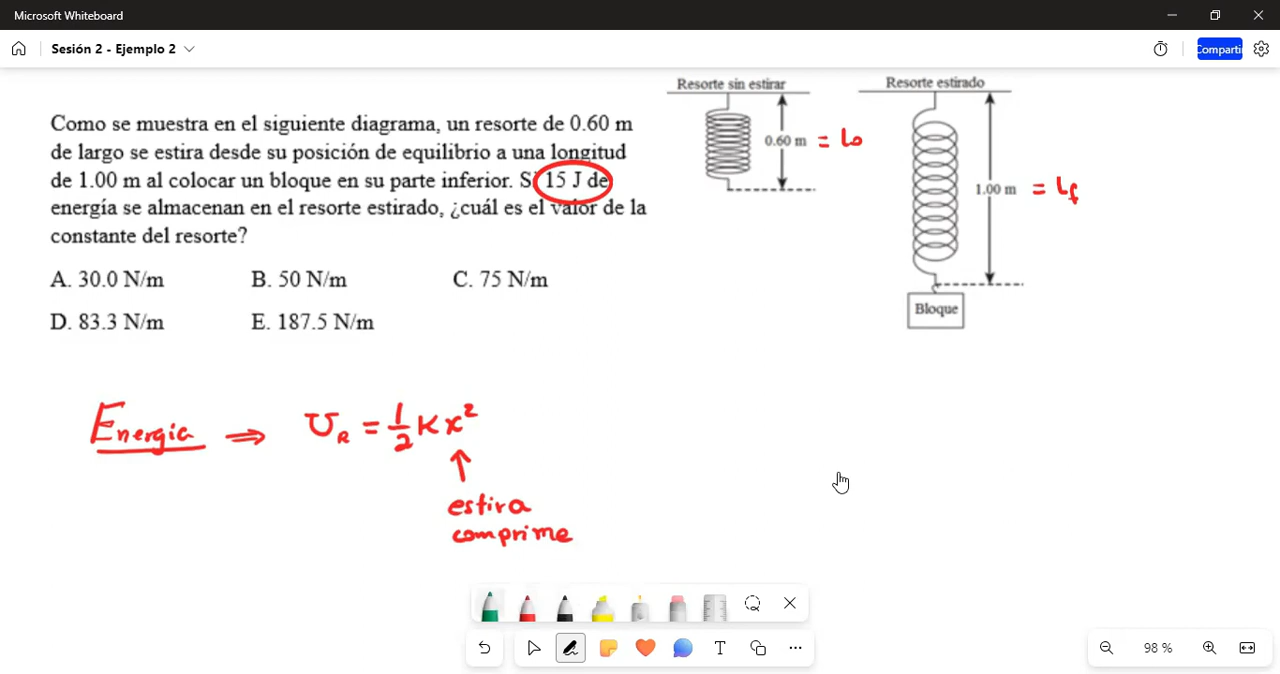 Microsoft Whiteboard
Sesión 2 - Ejemplo 2
Comparti
Como se muestra en el siguiente diagrama, un resorte de 0.60 m
de largo se estira desde su posición de equilibrio a una longitud
de 1.00 m al colocar un bloque en su parte inferior. Si 15 J de
energía se almacenan en el resorte estirado, ¿cuál es el valor de la
constante del resorte?
A. 30.0 N/m B. 50 N/m C. 75 N/m
D. 83.3 N/m E. 187.5 N/m
Resorte sin estirar
0.60 m = Lo
Resorte estirado
1.00 m = Lf
Bloque
Energia ⇒ U_R = 1/2 K x²
↑
estira
comprime
T
98 %